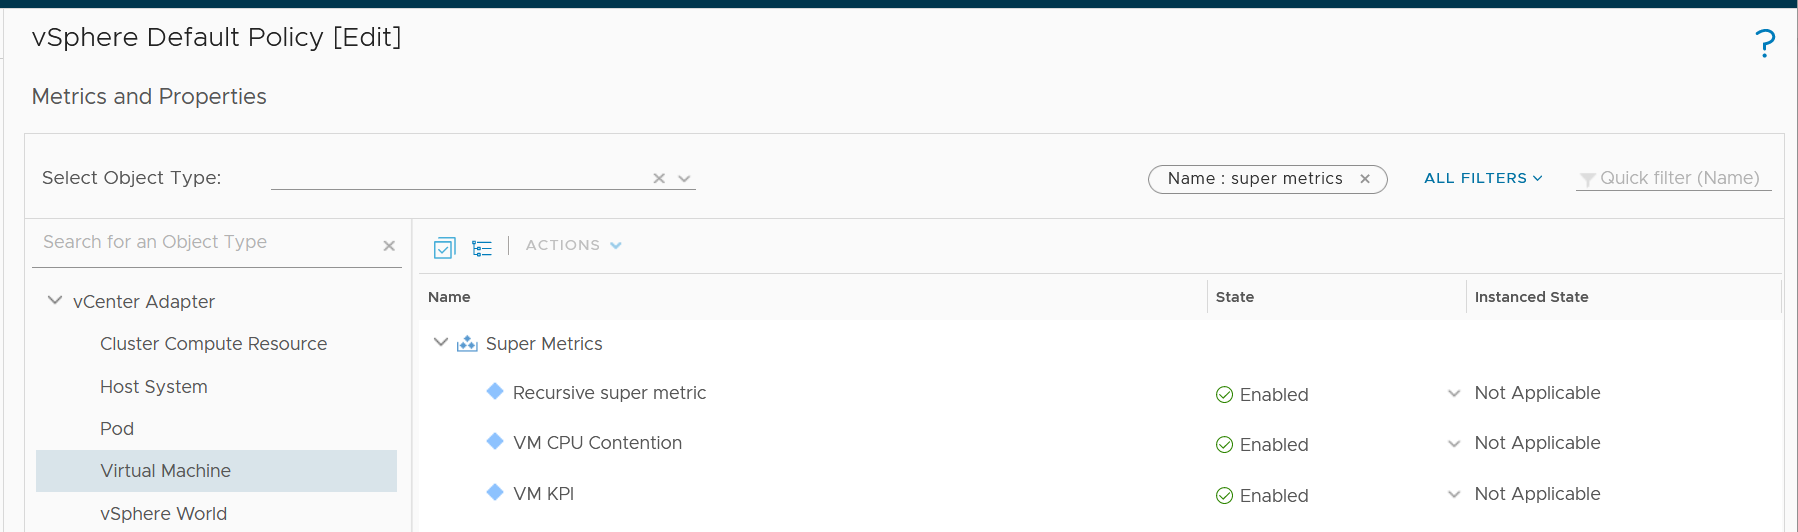 vSphere Default Policy [Edit]
?
Metrics and Properties
Select Object Type:
Name : super metrics
ALL FILTERS
Quick filter (Name)
Search for an Object Type
ACTIONS
Name State Instanced State
vCenter Adapter
Cluster Compute Resource
Host System
Pod
Virtual Machine
vSphere World
Super Metrics
Recursive super metric Enabled Not Applicable
VM CPU Contention Enabled Not Applicable
VM KPI Enabled Not Applicable